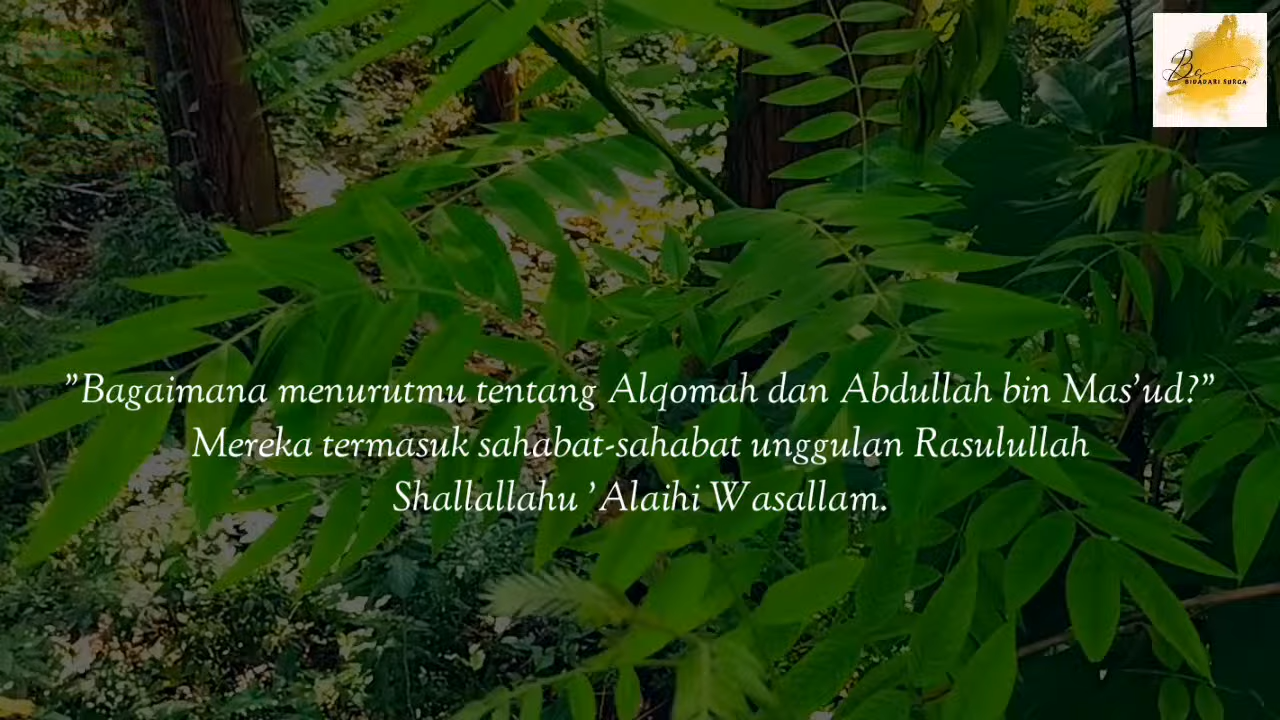 Bs
BIDADARI SURGA
”Bagaimana menurutmu tentang Alqomah dan Abdullah bin Mas’ud?”
Mereka termasuk sahabat-sahabat unggulan Rasulullah
Shallallahu ’Alaihi Wasallam.